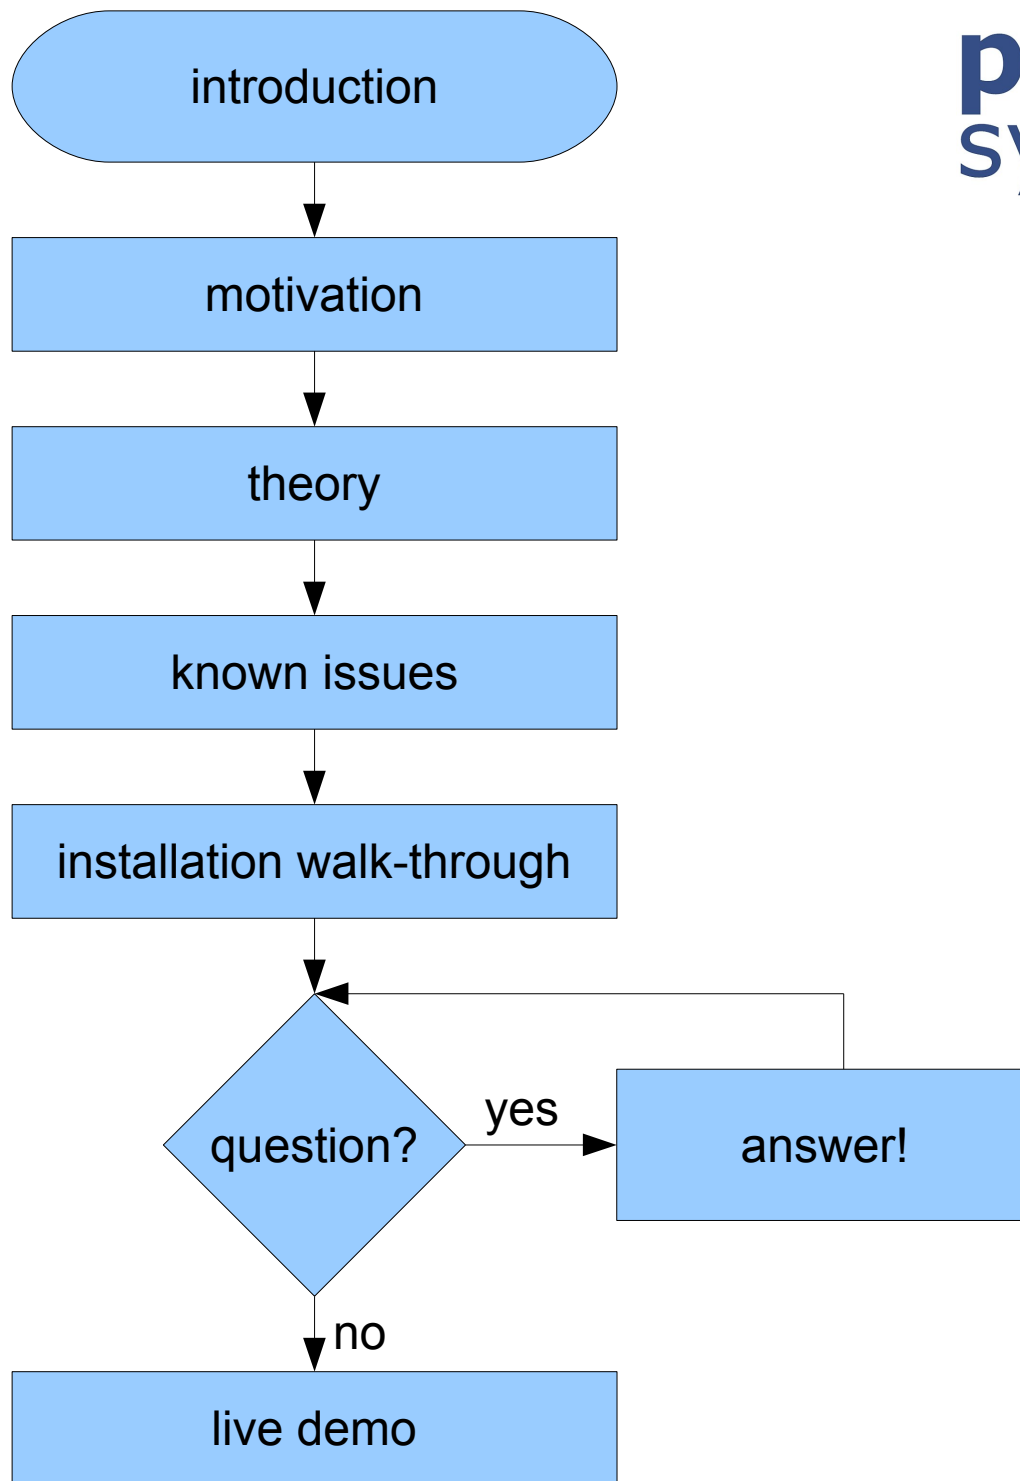 introduction
motivation
theory
known issues
installation walk-through
yes
question?
answer!
no
live demo